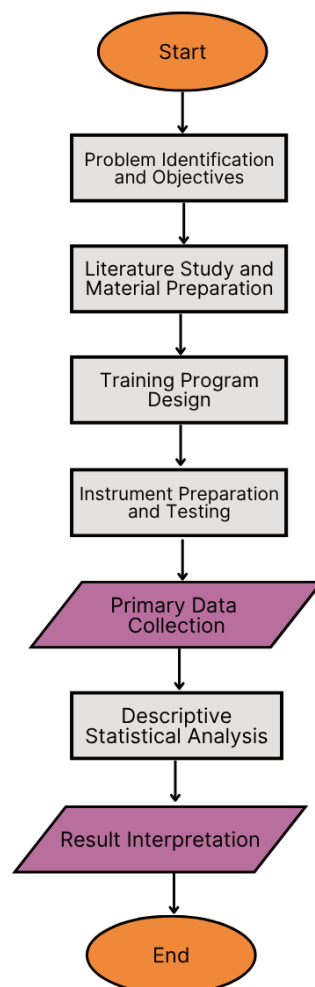 Start
Problem Identification
and Objectives
Literature Study and
Material Preparation
Training Program
Design
Instrument Preparation
and Testing
Primary Data
Collection
Descriptive
Statistical Analysis
Result Interpretation
End